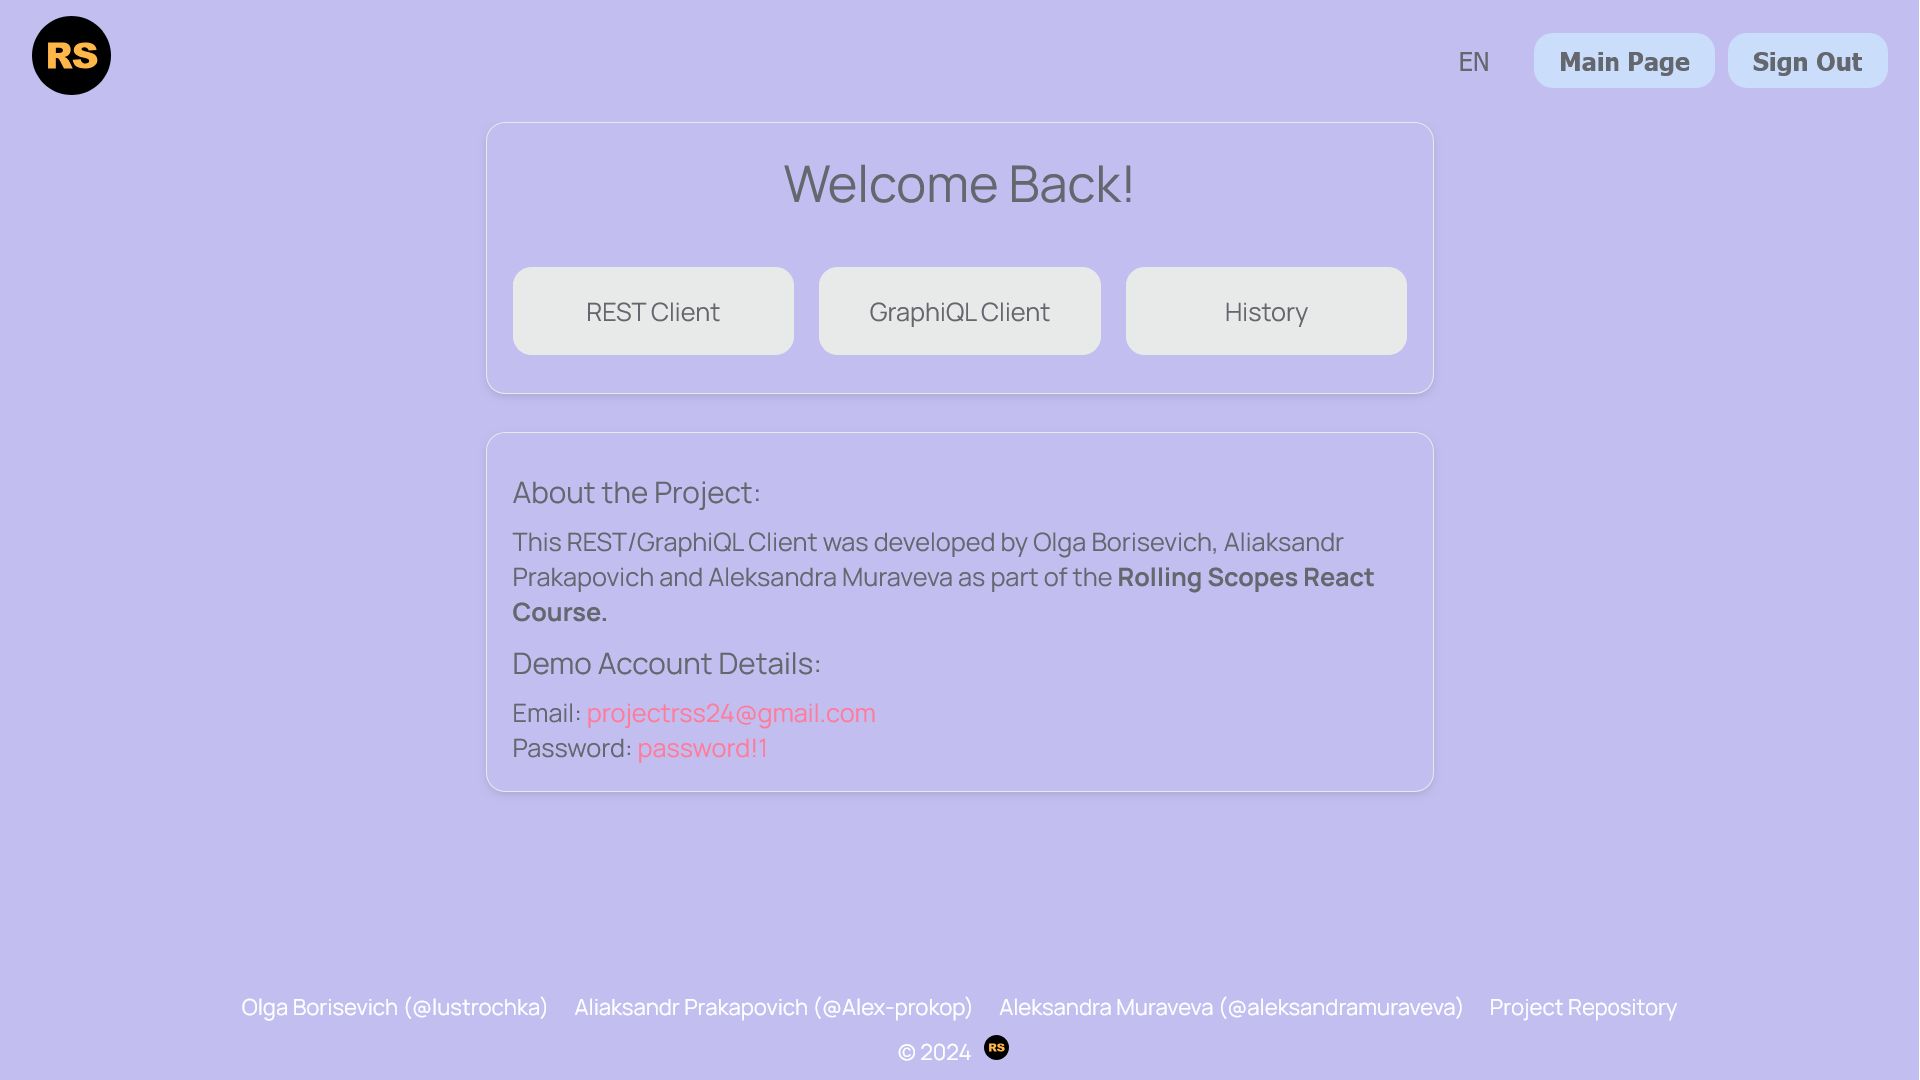 RS
EN
Main Page
Sign Out
Welcome Back!
REST Client
GraphiQL Client
History
About the Project:
This REST/GraphiQL Client was developed by Olga Borisevich, Aliaksandr
Prakapovich and Aleksandra Muraveva as part of the Rolling Scopes React
Course.
Demo Account Details:
Email: projectrss24@gmail.com
Password: password!1
Olga Borisevich (@lustrochka)
Aliaksandr Prakapovich (@Alex-prokop)
Aleksandra Muraveva (@aleksandramuraveva)
Project Repository
© 2024
RS